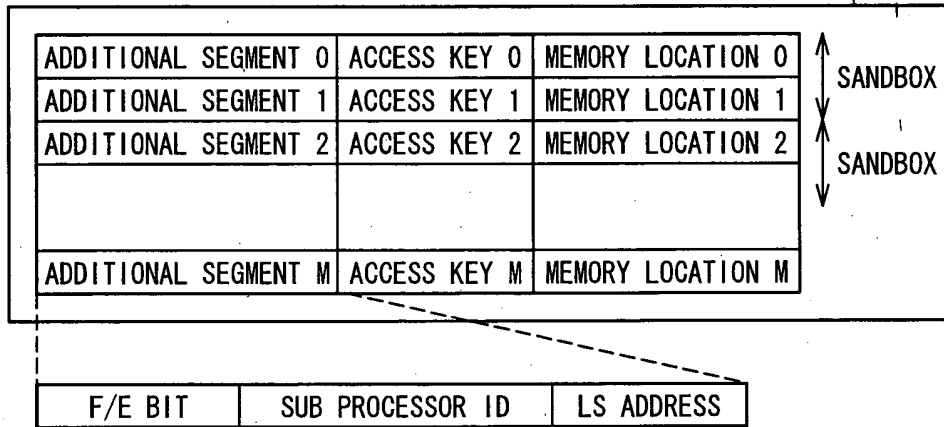 ADDITIONAL SEGMENT 0 ACCESS KEY 0 MEMORY LOCATION 0
SANDBOX
ADDITIONAL SEGMENT 1 ACCESS KEY 1 MEMORY LOCATION 1
ADDITIONAL SEGMENT 2 ACCESS KEY 2 MEMORY LOCATION 2
SANDBOX
ADDITIONAL SEGMENT M ACCESS KEY M MEMORY LOCATION M
F/E BIT SUB PROCESSOR ID LS ADDRESS